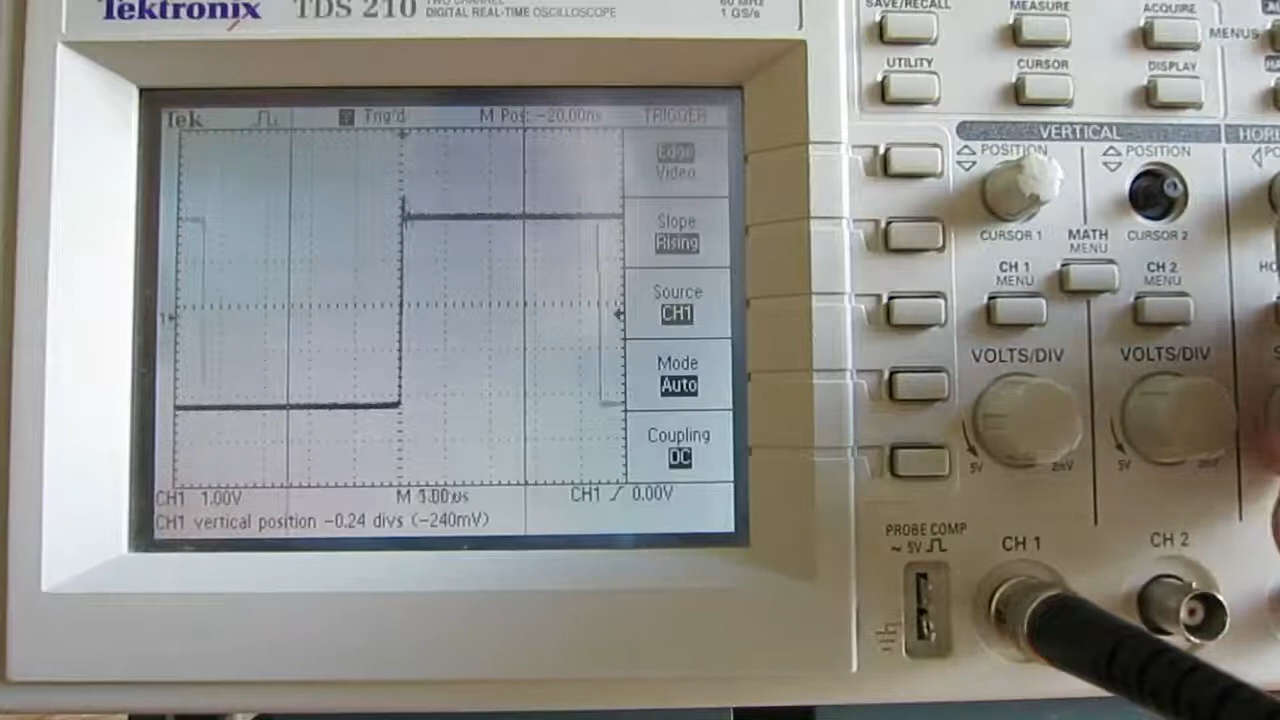 Tektronix TDS 210 TWO CHANNEL
DIGITAL REAL-TIME OSCILLOSCOPE
60 MHz
1 GS/s
SAVE/RECALL MEASURE ACQUIRE
MENUS
UTILITY CURSOR DISPLAY
Tek Trig'd M Pos: -20.00ns TRIGGER
Edge
Video
Slope
Rising
Source
CH1
Mode
Auto
Coupling
DC
1
CH1 1.00V M CH1 0.00V
CH1 vertical position -0.24 divs (-240mV)
VERTICAL
HORI
POSITION POSITION
CURSOR 1 CURSOR 2
MATH
MENU
CH 1
MENU
CH 2
MENU
VOLTS/DIV VOLTS/DIV
5V 2mV 5V 2mV
PROBE COMP
~ 5V
CH 1 CH 2